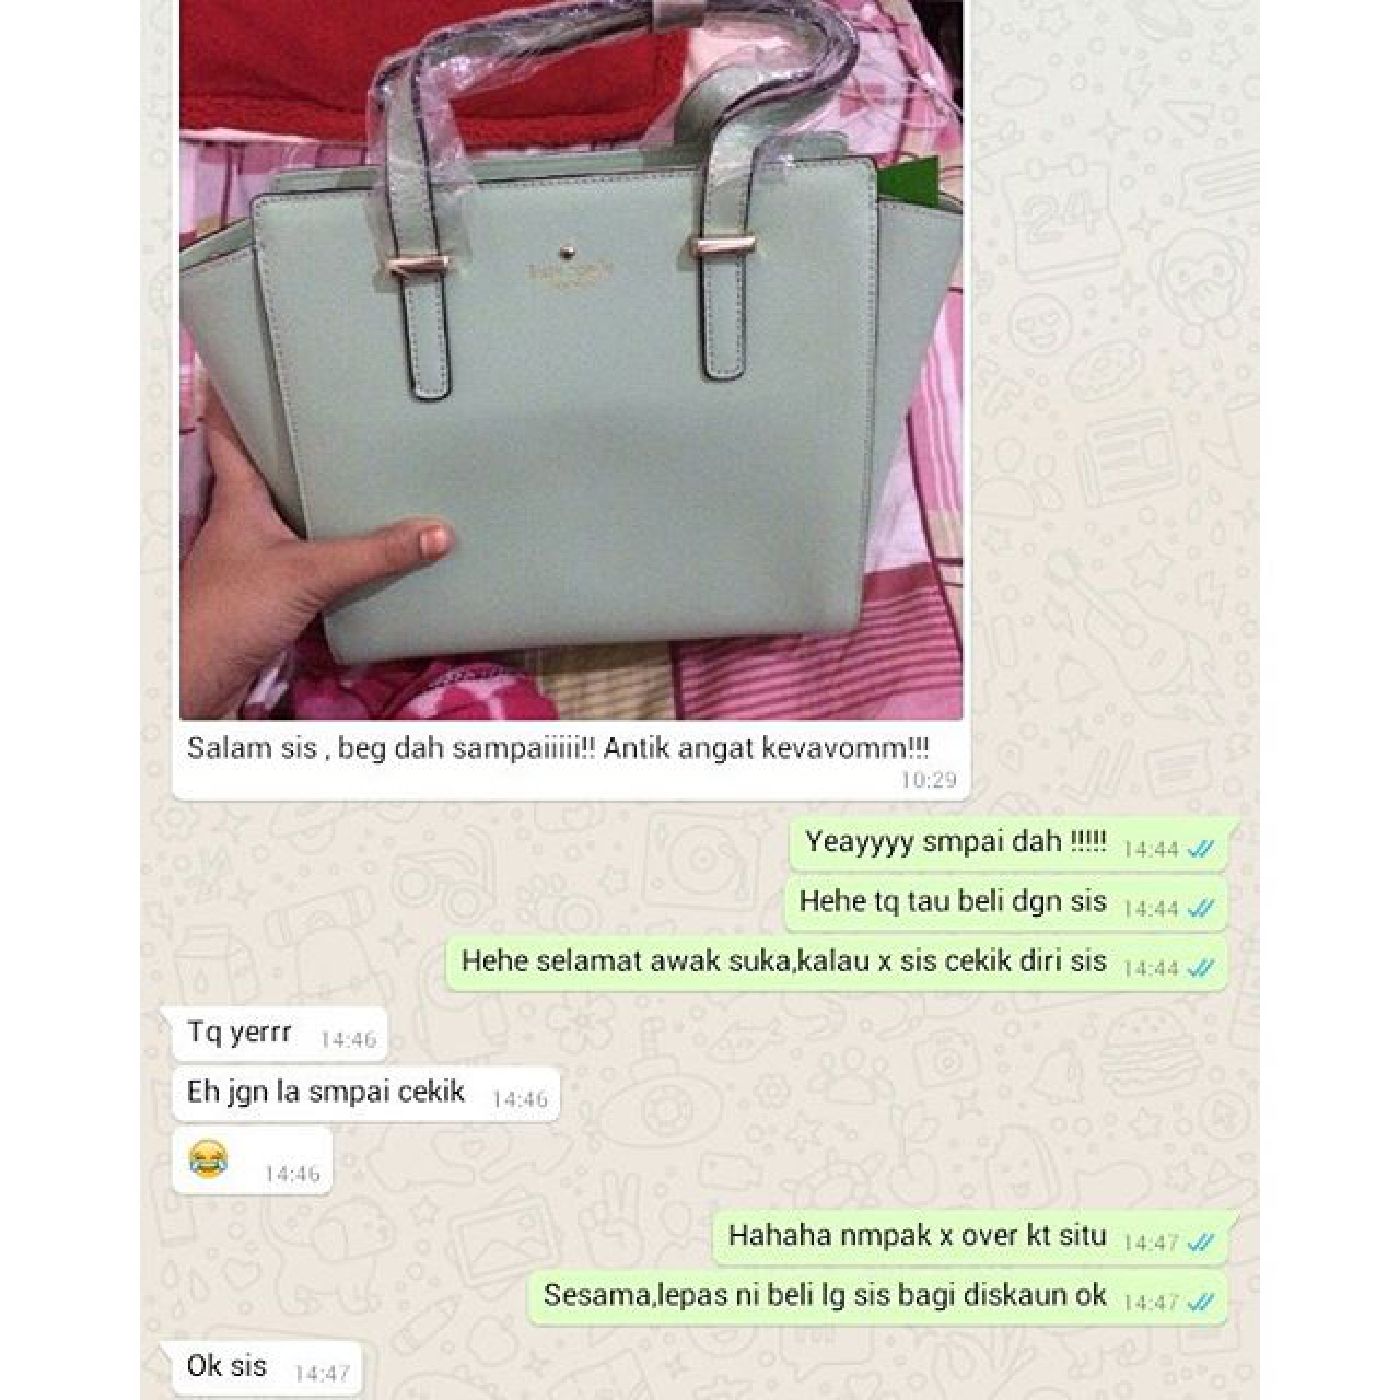 Salam sis , beg dah sampaiiiii!! Antik angat kevavomm!!!
10:29
Yeayyyy smpai dah !!!!! 14:44
Hehe tq tau beli dgn sis 14:44
Hehe selamat awak suka,kalau x sis cekik diri sis 14:44
Tq yerrr 14:46
Eh jgn la smpai cekik 14:46
😂 14:46
Hahaha nmpak x over kt situ 14:47
Sesama,lepas ni beli lg sis bagi diskaun ok 14:47
Ok sis 14:47